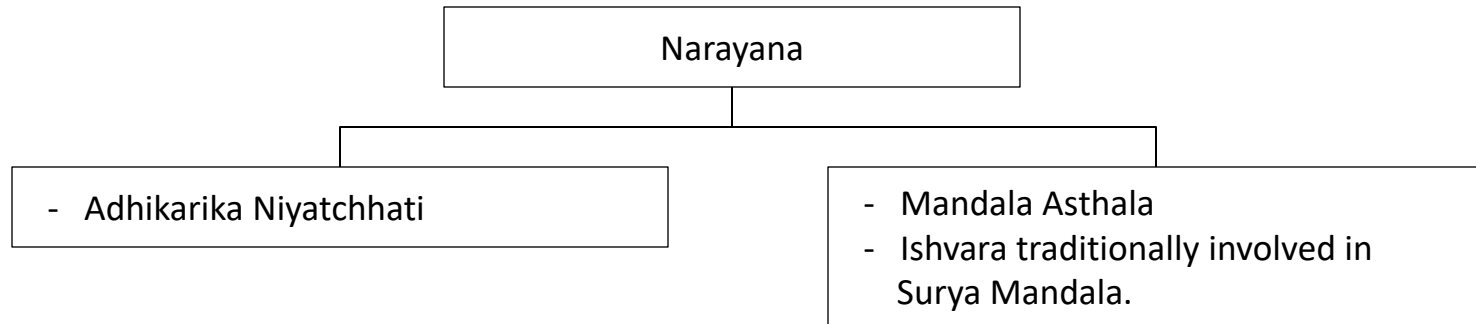 Narayana
- Adhikarika Niyatchhati
- Mandala Asthala
- Ishvara traditionally involved in
Surya Mandala.